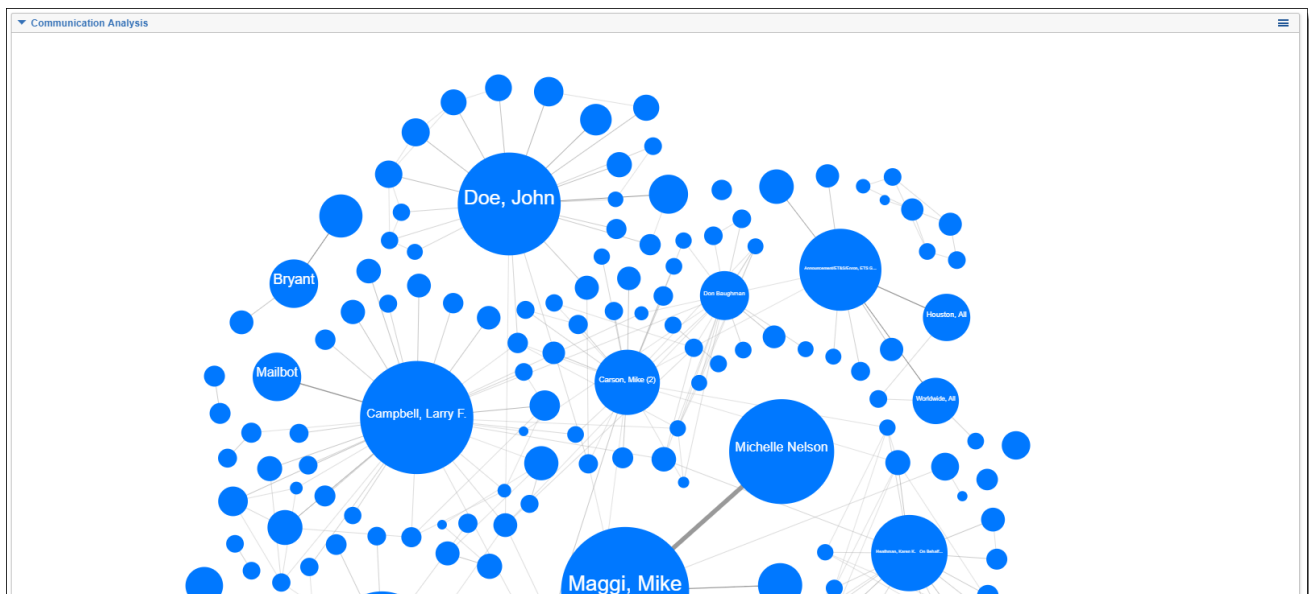 Communication Analysis
Doe, John
Bryant
Don Baughman
Houston, All
Mailbot
Carson, Mike (2)
Worldwide, All
Campbell, Larry F.
Michelle Nelson
Maggi, Mike